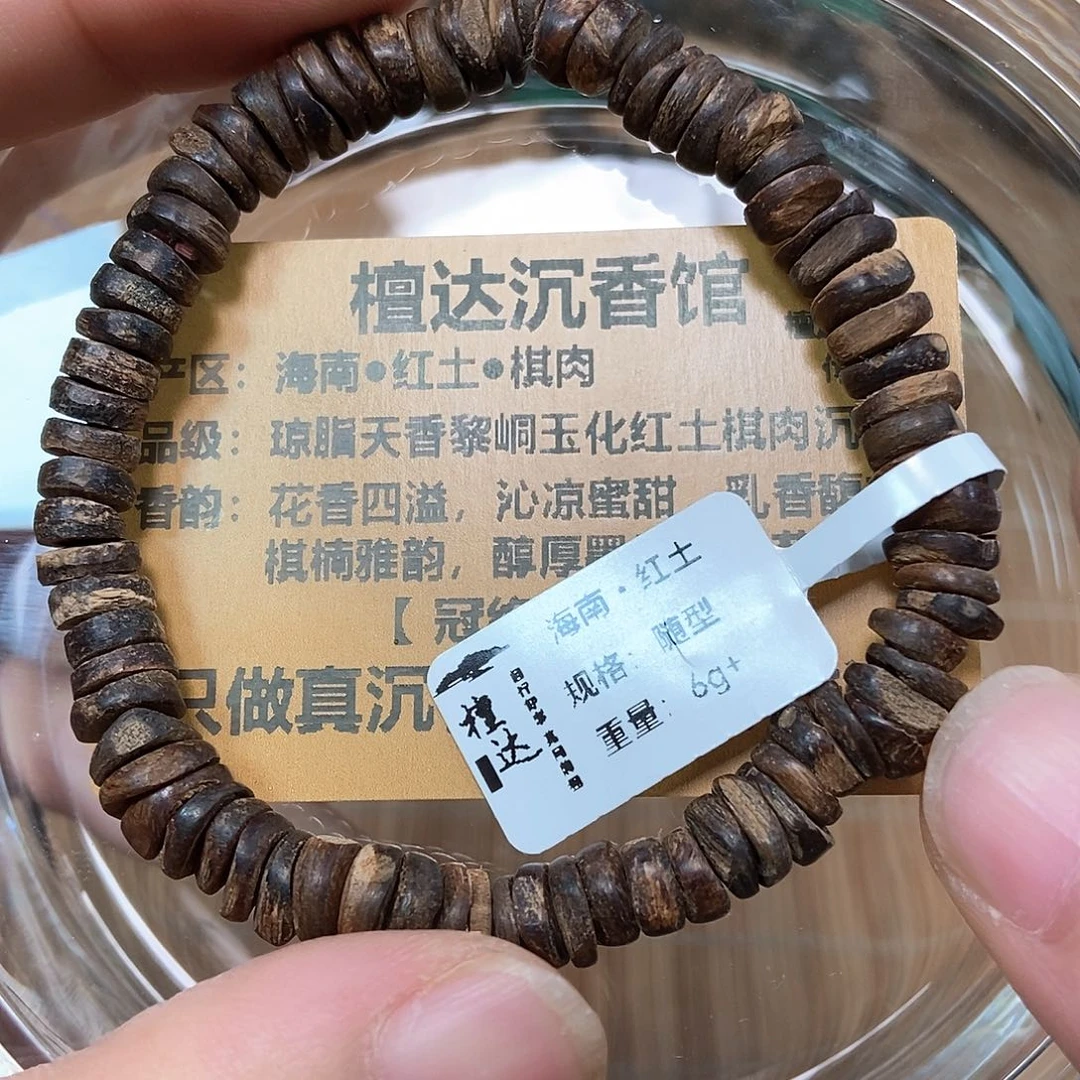 檀达沉香馆
产区：海南•红土•棋肉
品级：琼脂天香黎峒玉化红土棋肉沉
香韵：花香四溢，沁凉蜜甜，乳香馥
棋楠雅韵，醇厚
【冠绝
只做真沉
海南·红土
规格：随型
重量：6g+
檀达